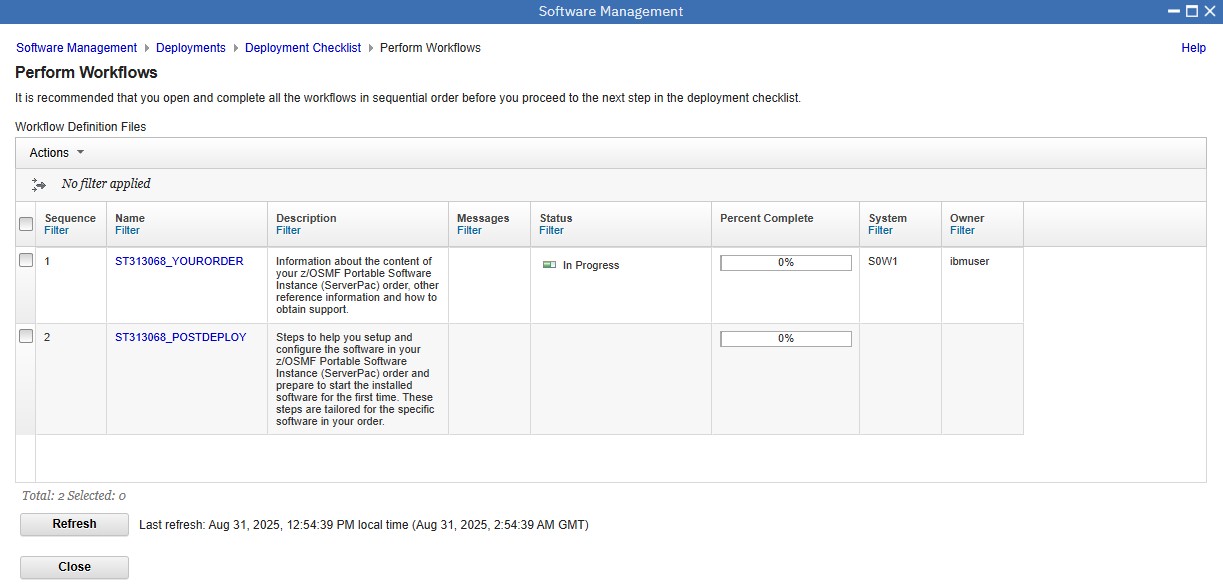 Software Management
Software Management Deployments Deployment Checklist Perform Workflows Help
Perform Workflows
It is recommended that you open and complete all the workflows in sequential order before you proceed to the next step in the deployment checklist.
Workflow Definition Files
Actions
No filter applied
Sequence Name Description Messages Status Percent Complete System Owner
Filter Filter Filter Filter Filter Filter Filter
1 ST313068_YOURORDER Information about the content of
your z/OSMF Portable Software
Instance (ServerPac) order, other
reference information and how to
obtain support.
In Progress 0% S0W1 ibmuser
2 ST313068_POSTDEPLOY Steps to help you setup and
configure the software in your
z/OSMF Portable Software
Instance (ServerPac) order and
prepare to start the installed
software for the first time. These
steps are tailored for the specific
software in your order.
0%
Total: 2 Selected: 0
Refresh Last refresh: Aug 31, 2025, 12:54:39 PM local time (Aug 31, 2025, 2:54:39 AM GMT)
Close